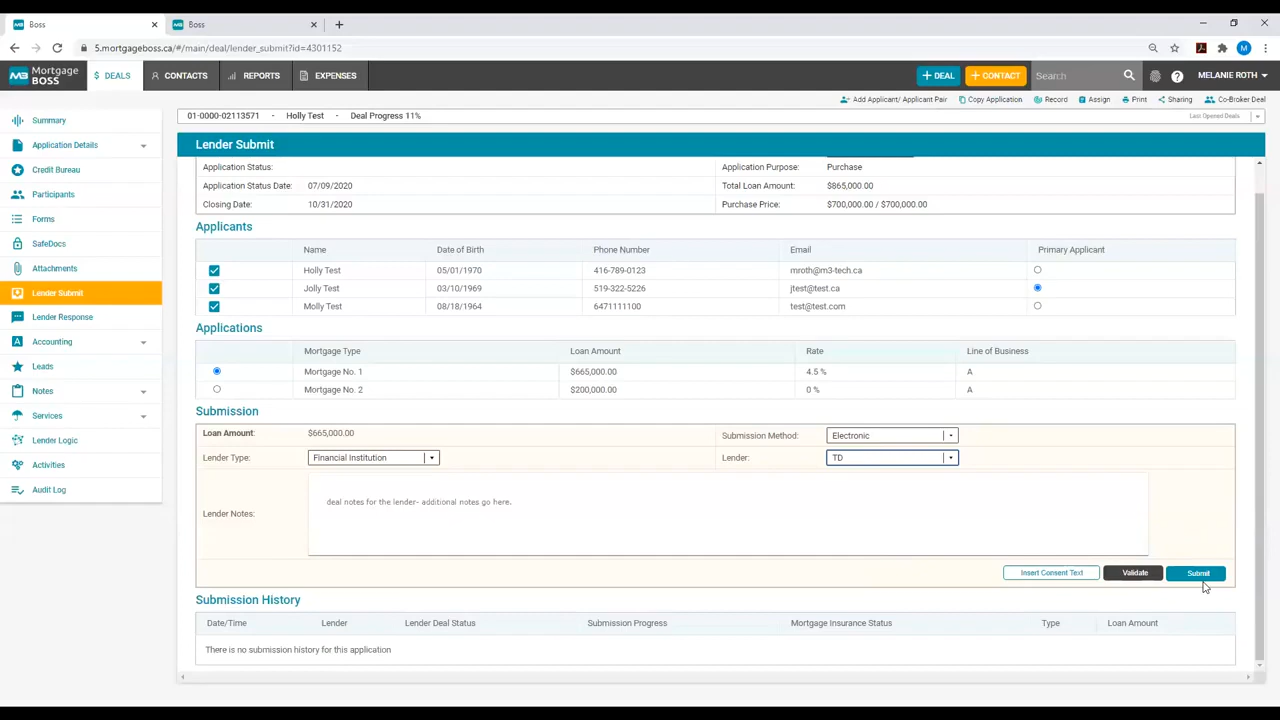 Boss
Boss
5.mortgageboss.ca/#/main/deal/lender_submit?id=4301152
M
M3 Mortgage BOSS
$ DEALS
CONTACTS
REPORTS
EXPENSES
+ DEAL
+ CONTACT
Search
MELANIE ROTH
Add Applicant/ Applicant Pair
Copy Application
Record
Assign
Print
Sharing
Co-Broker Deal
01-0000-02113571 - Holly Test - Deal Progress 11%
Last Opened Deals
Summary
Application Details
Credit Bureau
Participants
Forms
SafeDocs
Attachments
Lender Submit
Lender Response
Accounting
Leads
Notes
Services
Lender Logic
Activities
Audit Log
Lender Submit
Application Status:
Application Purpose: Purchase
Application Status Date: 07/09/2020
Total Loan Amount: $865,000.00
Closing Date: 10/31/2020
Purchase Price: $700,000.00 / $700,000.00
Applicants
Name Date of Birth Phone Number Email Primary Applicant
Holly Test 05/01/1970 416-789-0123 mroth@m3-tech.ca
Jolly Test 03/10/1969 519-322-5226 jtest@test.ca
Molly Test 08/18/1964 6471111100 test@test.com
Applications
Mortgage Type Loan Amount Rate Line of Business
Mortgage No. 1 $665,000.00 4.5 % A
Mortgage No. 2 $200,000.00 0 % A
Submission
Loan Amount: $665,000.00
Submission Method: Electronic
Lender Type: Financial Institution
Lender: TD
Lender Notes:
deal notes for the lender- additional notes go here.
Insert Consent Text
Validate
Submit
Submission History
Date/Time Lender Lender Deal Status Submission Progress Mortgage Insurance Status Type Loan Amount
There is no submission history for this application